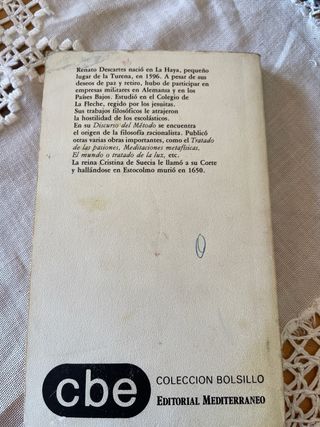 Renato Descartes nació en La Haya, pequeño
lugar de la Turena, en 1596. A pesar de sus
deseos de paz y retiro, hubo de participar en
empresas militares en Alemania y en los
Países Bajos. Estudió en el Colegio de
La Fleche, regido por los jesuitas.
Sus trabajos filosóficos le atrajeron
la hostilidad de los escolásticos.
En su Discurso del Método se encuentra
el origen de la filosofía racionalista. Publicó
otras varias obras importantes, como el Tratado
de las pasiones, Meditaciones metafísicas,
El mundo o tratado de la luz, etc.
La reina Cristina de Suecia le llamó a su Corte
y hallándose en Estocolmo murió en 1650.
cbe
COLECCION BOLSILLO
EDITORIAL MEDITERRANEO